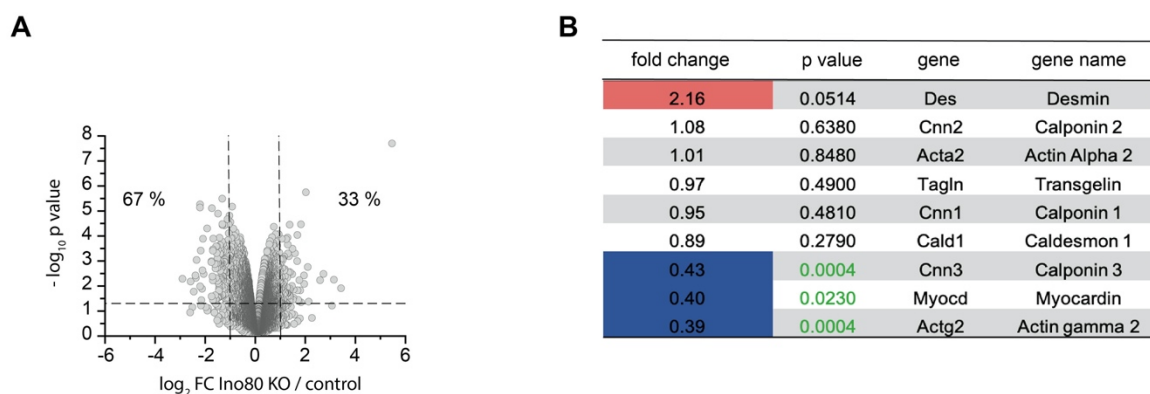 A
8
7
6
5
4
3
2
1
0
- log10 p value
67 %
33 %
-6 -4 -2 0 2 4 6
log2 FC Ino80 KO / control
B
fold change p value gene gene name
2.16 0.0514 Des Desmin
1.08 0.6380 Cnn2 Calponin 2
1.01 0.8480 Acta2 Actin Alpha 2
0.97 0.4900 Tagln Transgelin
0.95 0.4810 Cnn1 Calponin 1
0.89 0.2790 Cald1 Caldesmon 1
0.43 0.0004 Cnn3 Calponin 3
0.40 0.0230 Myocd Myocardin
0.39 0.0004 Actg2 Actin gamma 2